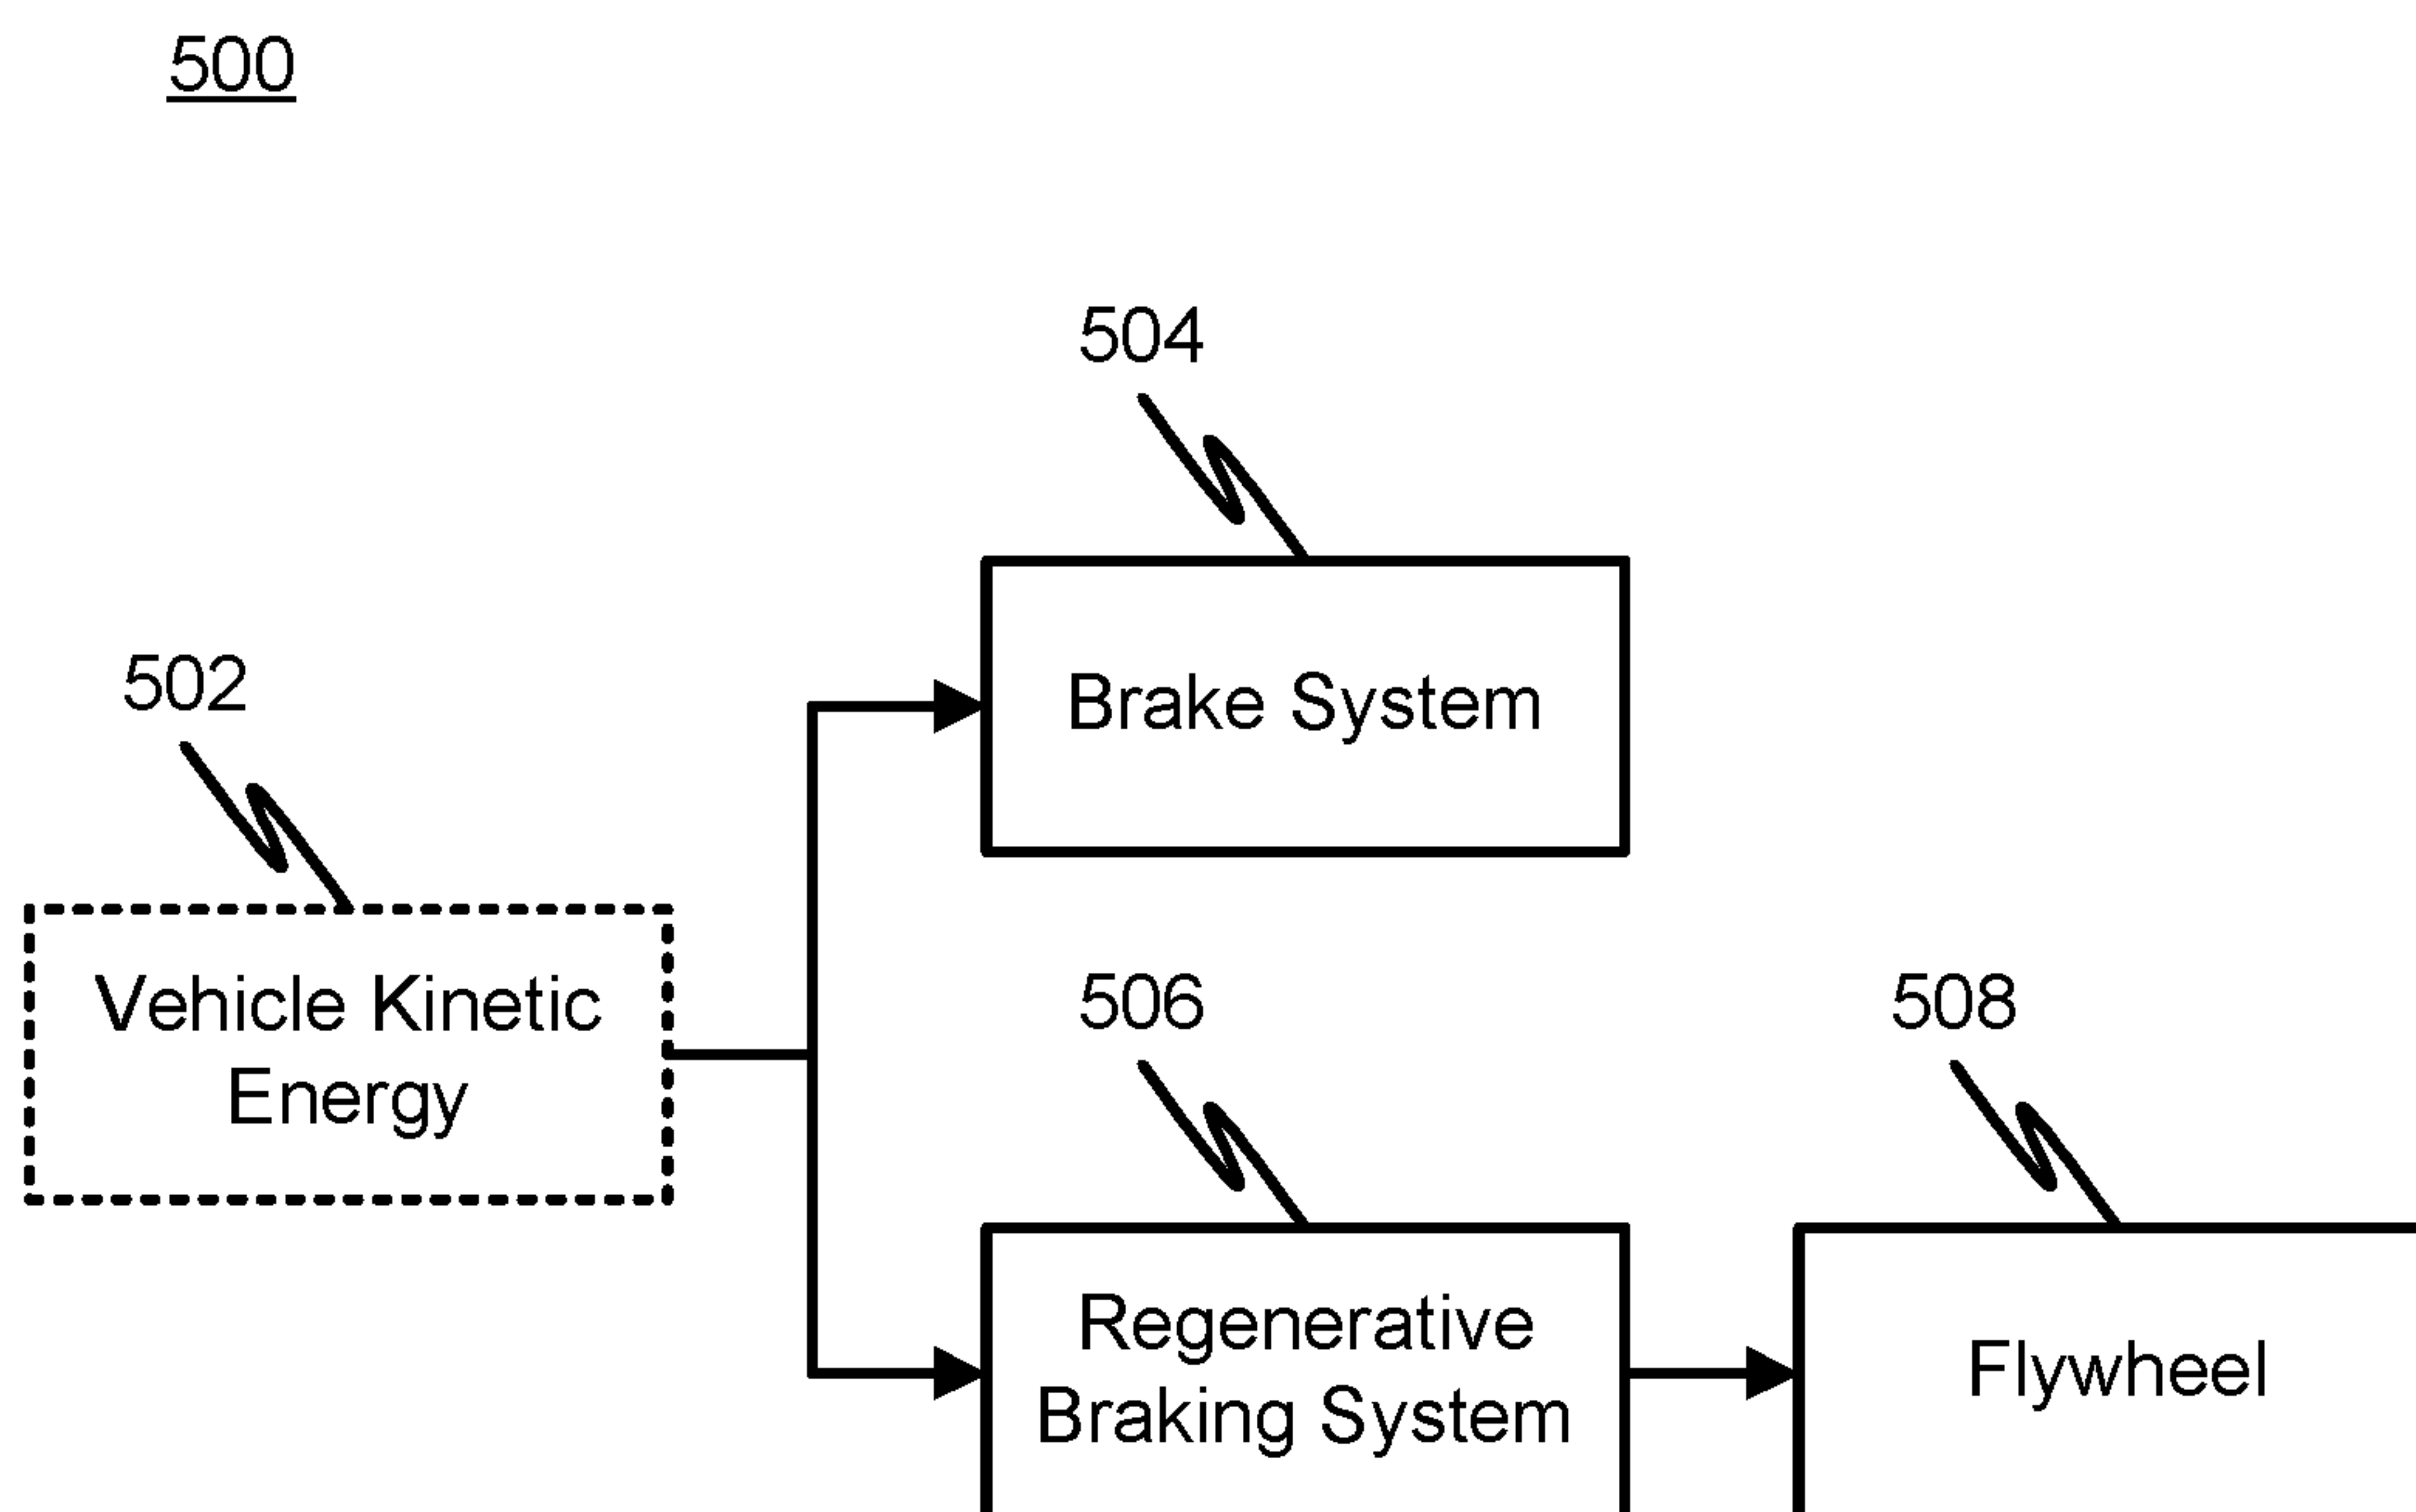 500
504
Brake System
502
Vehicle Kinetic
Energy
506
Regenerative
Braking System
508
Flywheel